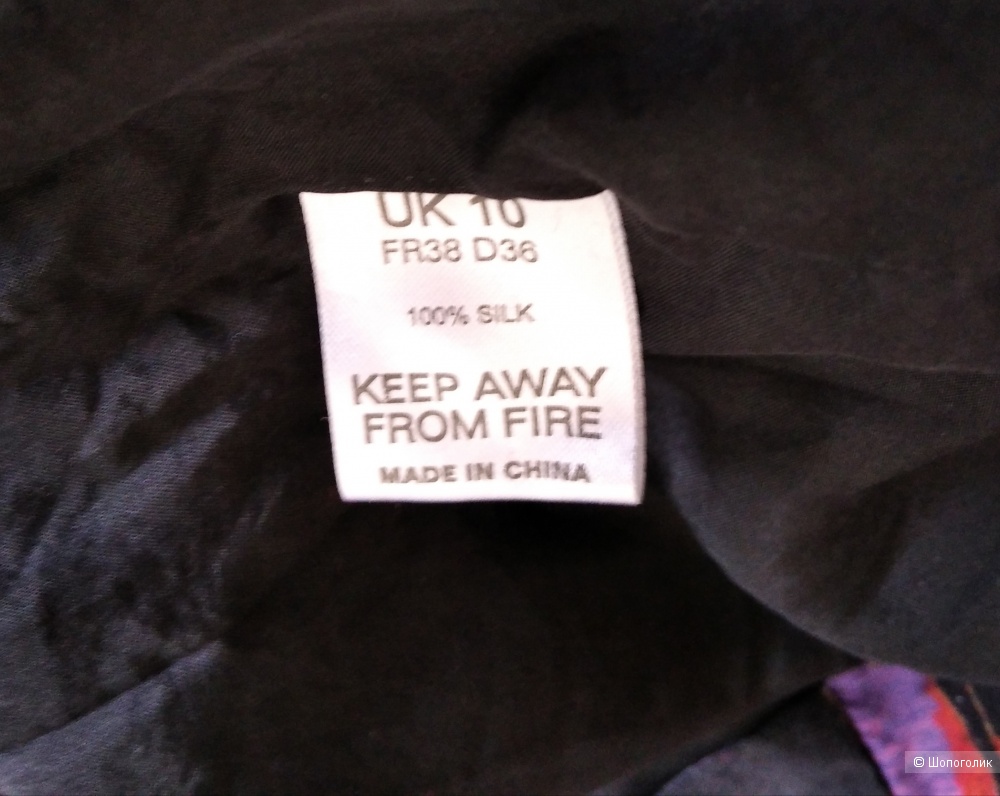 UK 10
FR38 D36
100% SILK
KEEP AWAY
FROM FIRE
MADE IN CHINA
© Шопоголик